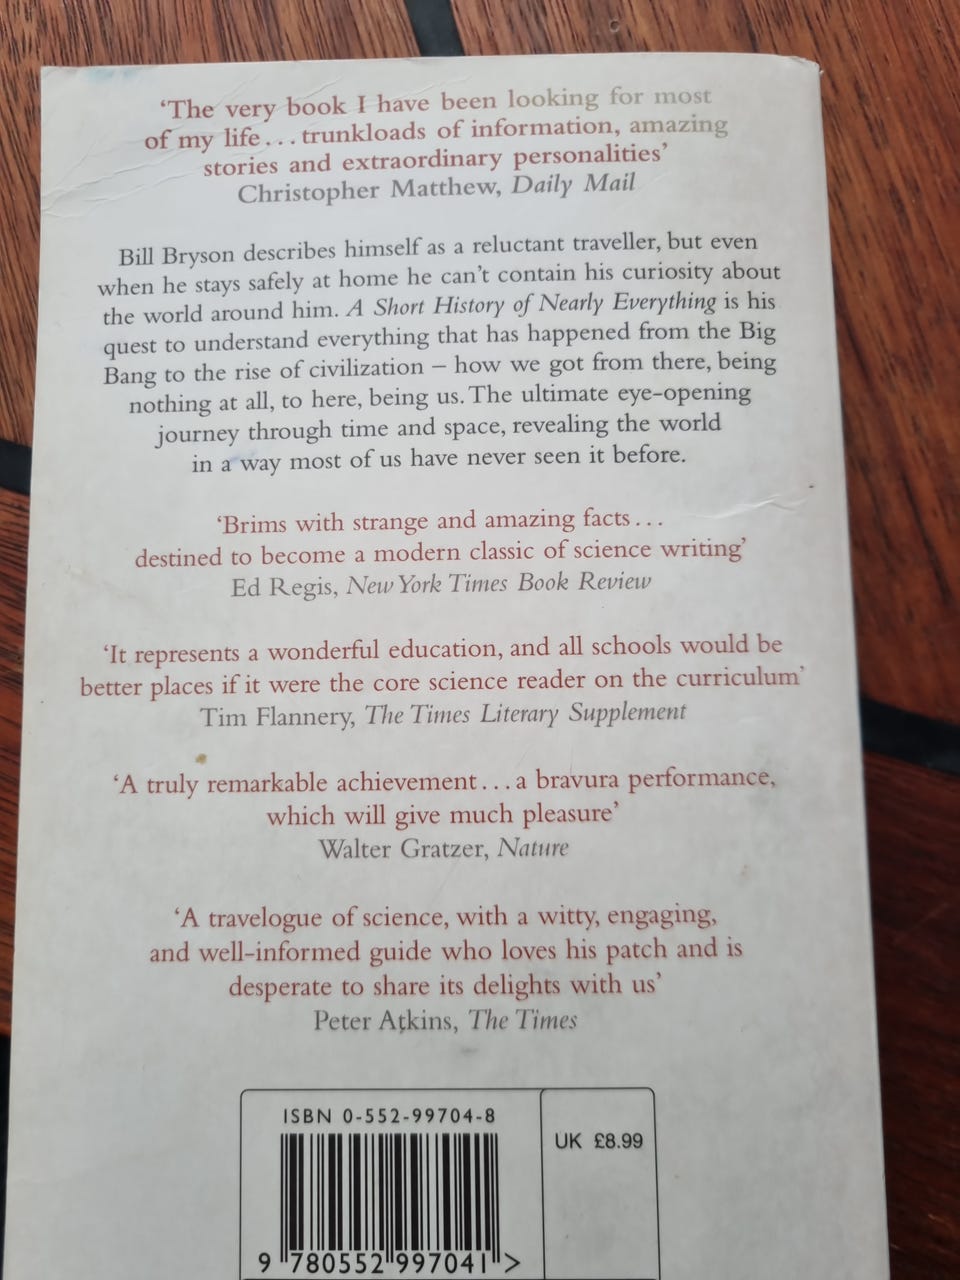 ‘The very book I have been looking for most
of my life... trunkloads of information, amazing
stories and extraordinary personalities’
Christopher Matthew, Daily Mail
Bill Bryson describes himself as a reluctant traveller, but even
when he stays safely at home he can’t contain his curiosity about
the world around him. A Short History of Nearly Everything is his
quest to understand everything that has happened from the Big
Bang to the rise of civilization – how we got from there, being
nothing at all, to here, being us. The ultimate eye-opening
journey through time and space, revealing the world
in a way most of us have never seen it before.
‘Brims with strange and amazing facts...
destined to become a modern classic of science writing’
Ed Regis, New York Times Book Review
‘It represents a wonderful education, and all schools would be
better places if it were the core science reader on the curriculum’
Tim Flannery, The Times Literary Supplement
‘A truly remarkable achievement...a bravura performance,
which will give much pleasure’
Walter Gratzer, Nature
‘A travelogue of science, with a witty, engaging,
and well-informed guide who loves his patch and is
desperate to share its delights with us’
Peter Atkins, The Times
ISBN 0-552-99704-8
UK £8.99
9 780552 997041 >